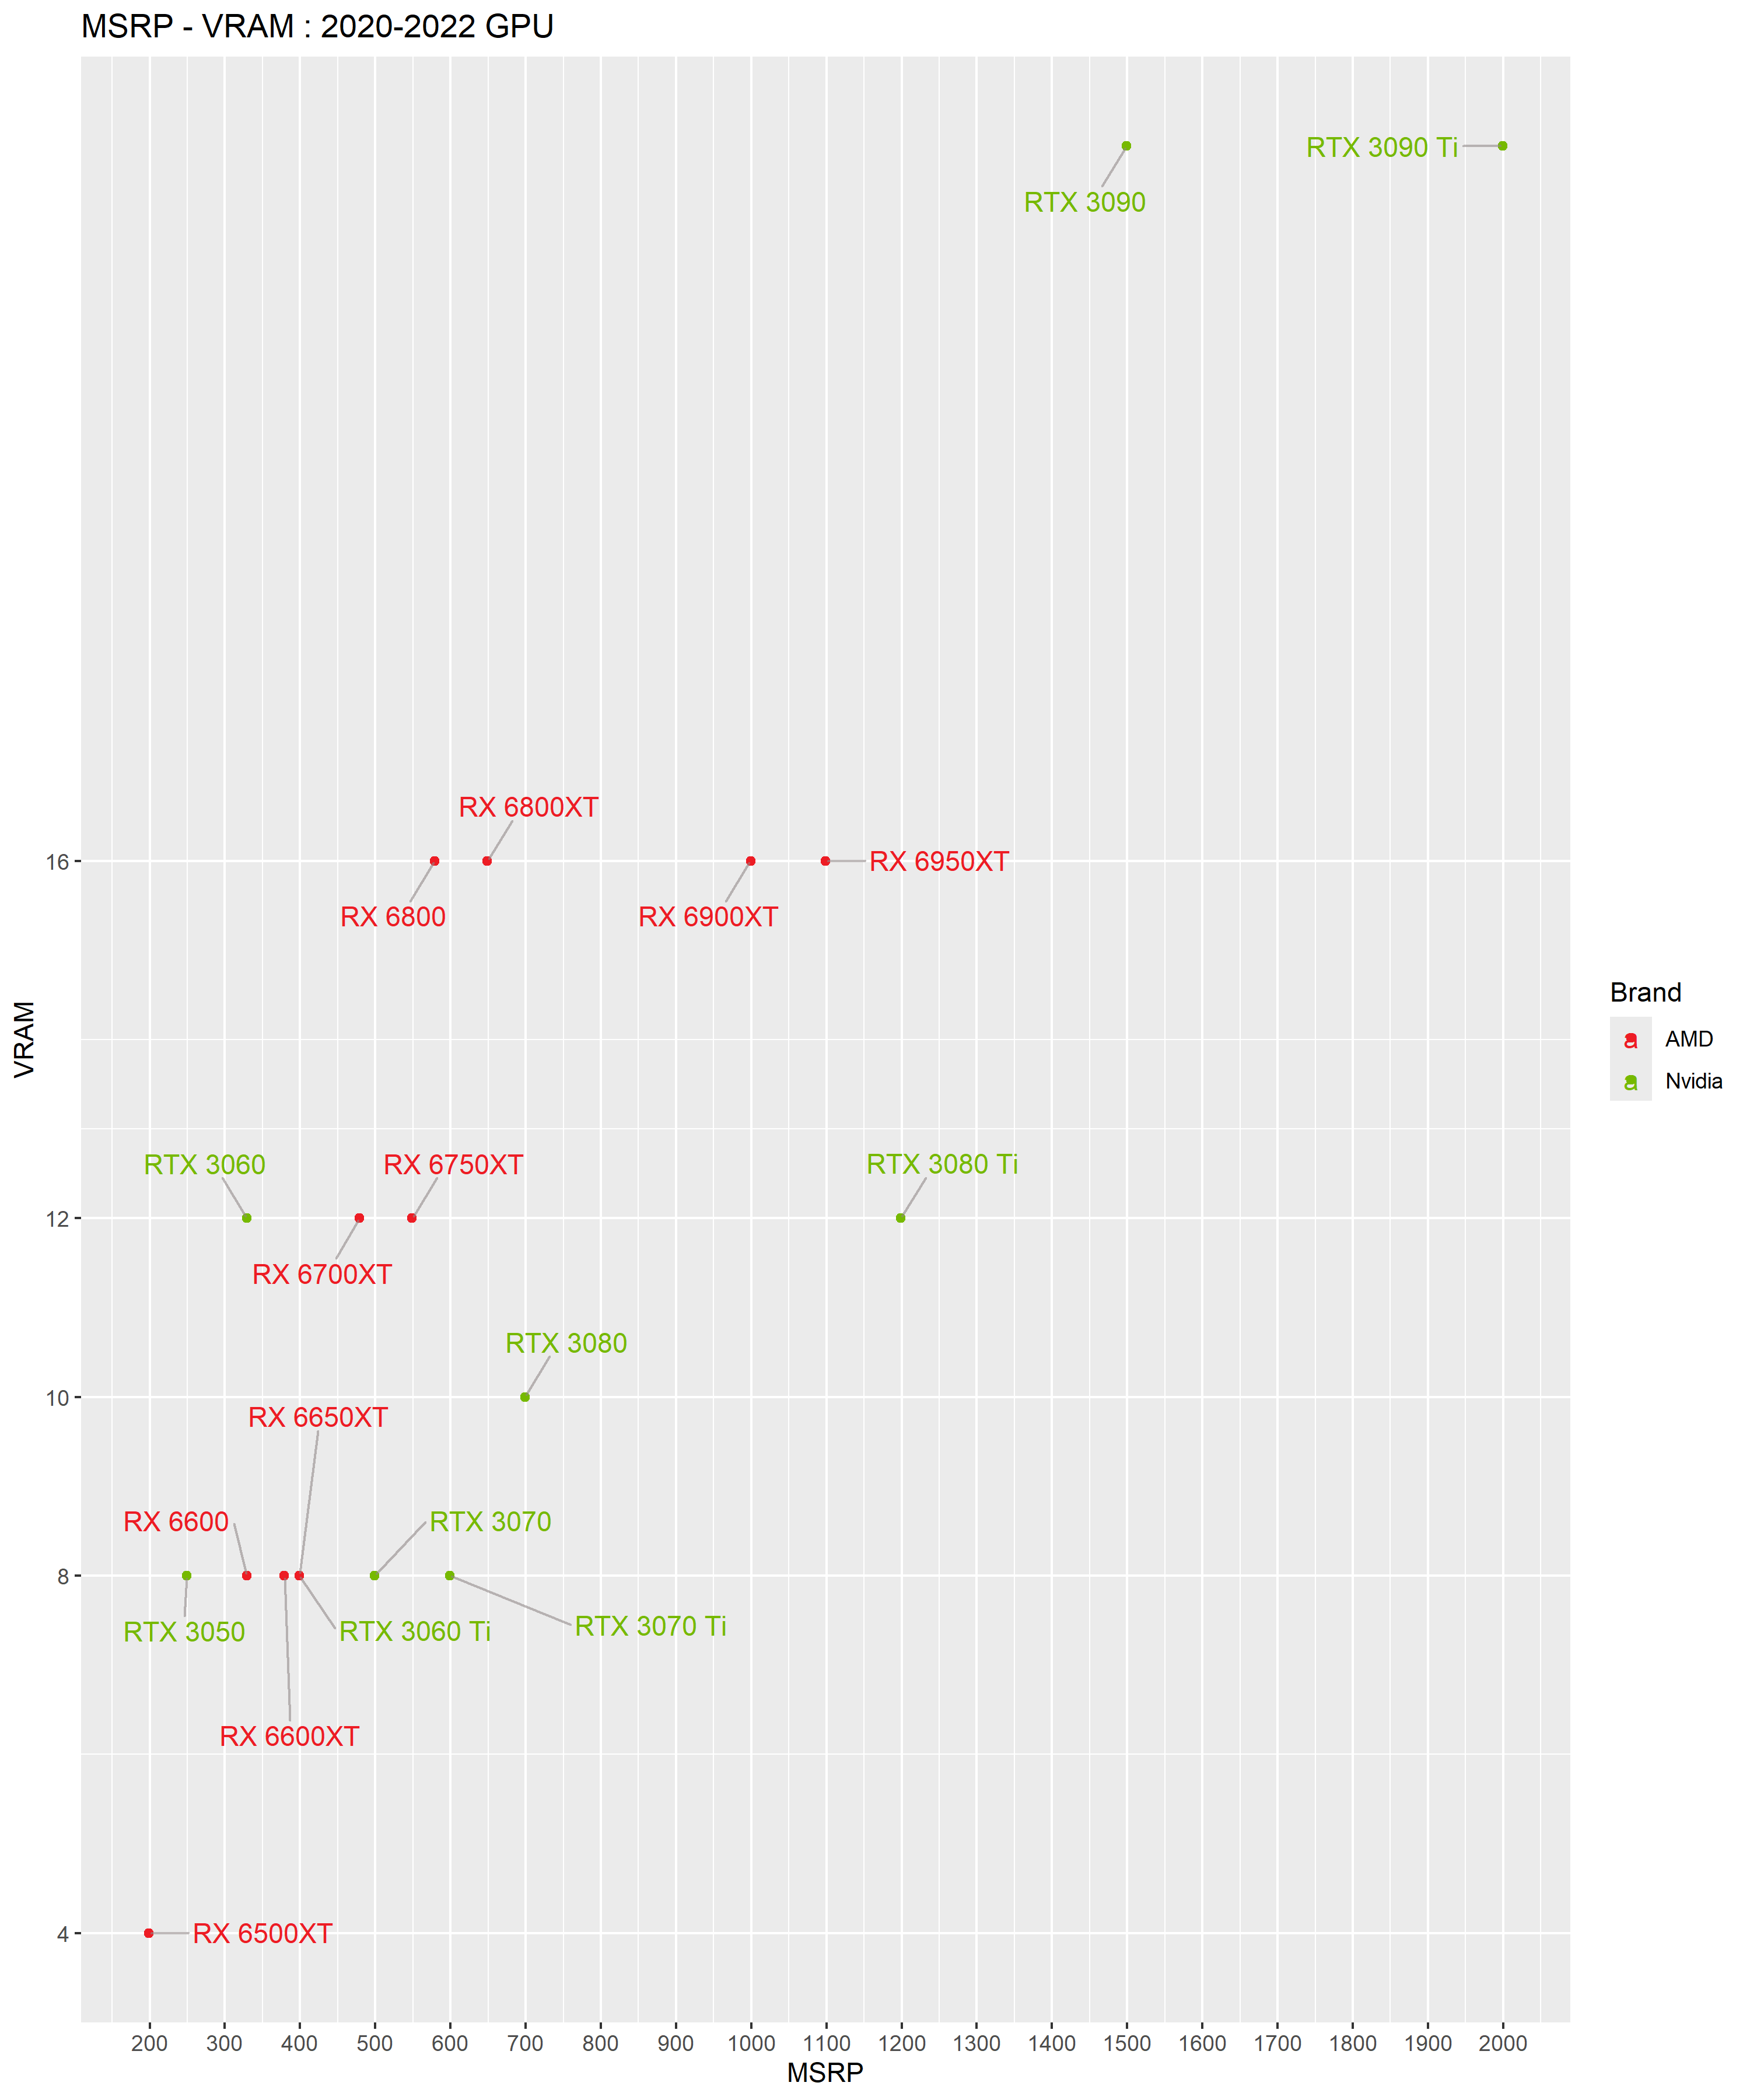 MSRP - VRAM : 2020-2022 GPU
RTX 3090 Ti
RTX 3090
RX 6800XT
16
RX 6950XT
RX 6800
RX 6900XT
VRAM
Brand
a AMD
a Nvidia
RTX 3060
RX 6750XT
RTX 3080 Ti
12
RX 6700XT
RTX 3080
10
RX 6650XT
RX 6600
RTX 3070
8
RTX 3050
RTX 3060 Ti
RTX 3070 Ti
RX 6600XT
4
RX 6500XT
200 300 400 500 600 700 800 900 1000 1100 1200 1300 1400 1500 1600 1700 1800 1900 2000
MSRP